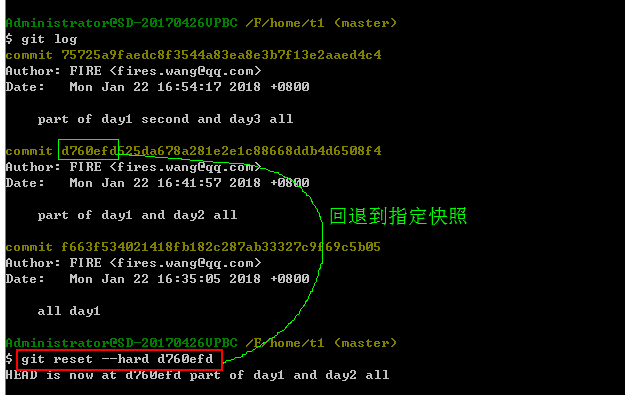 Administrator@SD-20170426VPBC /F/home/t1 (master)
$ git log
commit 75725a9faedc8f3544a83ea8e3b7f13e2aaed4c4
Author: FIRE <fires.wang@qq.com>
Date: Mon Jan 22 16:54:17 2018 +0800
part of day1 second and day3 all
commit d760efd525da678a281e2e1c88668ddb4d6508f4
Author: FIRE <fires.wang@qq.com>
Date: Mon Jan 22 16:41:57 2018 +0800
part of day1 and day2 all
回退到指定快照
commit f663f534021418fb182c287ab33327c9f69c5b05
Author: FIRE <fires.wang@qq.com>
Date: Mon Jan 22 16:35:05 2018 +0800
all day1
Administrator@SD-20170426VPBC /F/home/t1 (master)
$ git reset --hard d760efd
HEAD is now at d760efd part of day1 and day2 all